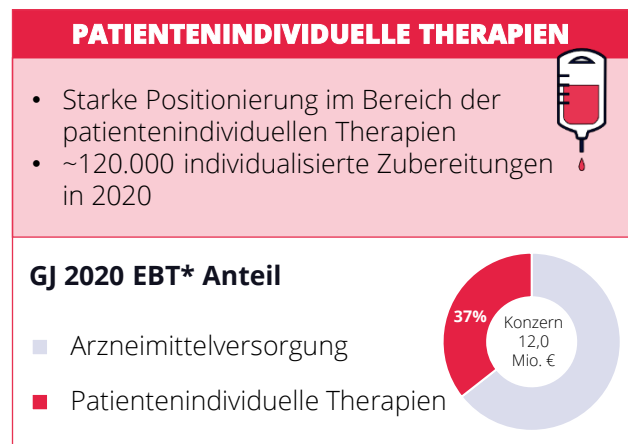 PATIENTENINDIVIDUELLE THERAPIEN
• Starke Positionierung im Bereich der
patientenindividuellen Therapien
• ~120.000 individualisierte Zubereitungen
in 2020
GJ 2020 EBT* Anteil
Arzneimittelversorgung
Patientenindividuelle Therapien
37%
Konzern
12,0
Mio. €